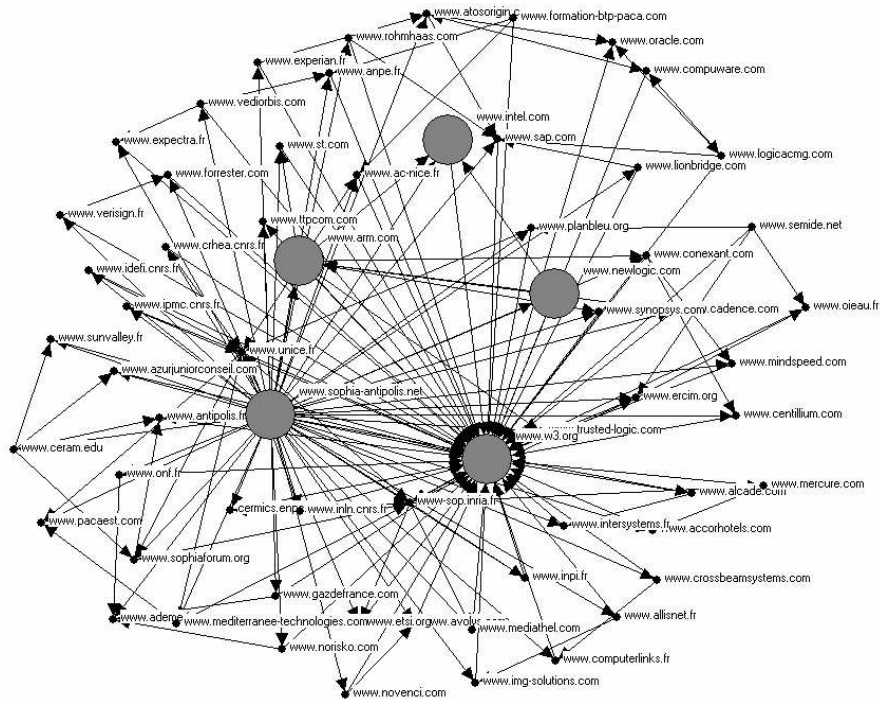 www.atosorigin.c
www.formation-btp-paca.com
www.rohmhaas.com
www.oracle.com
www.experian.fr
www.anpe.fr
www.compuware.com
www.vediorbis.com
www.intel.com
www.sap.com
www.expectra.fr
www.st.com
www.logicacmg.com
www.lionbridge.com
www.forrester.com
www.ac-nice.fr
www.verisign.fr
www.ttpcom.com
www.planbleu.org
www.semide.net
www.arm.com
www.crhea.cnrs.fr
www.conexant.com
www.idefi.cnrs.fr
www.newlogic.com
www.ipmc.cnrs.fr
www.synopsys.com
.cadence.com
www.oieau.fr
www.sunvalley.fr
www.unice.fr
www.mindspeed.com
www.azurjuniorconseil.com
www.sophia-antipolis.net
www.ercim.org
www.antipolis.fr
www.centillium.com
www.trusted-logic.com
www.w3.org
www.ceram.edu
www.onf.fr
www.mercure.com
www.alcade.com
www.sop.inria.fr
cermics.enpc
www.inln.cnrs.fr
www.pacaest.com
www.intersystems.fr
www.accorhotels.com
www.sophiaforum.org
www.inpi.fr
www.crossbeamsystems.com
www.gazdefrance.com
www.allisnet.fr
www.ademe
www.mediterranee-technologies.com
www.etsi.org
www.mediathel.com
www.norisko.com
www.computerlinks.fr
www.img-solutions.com
www.novenci.com